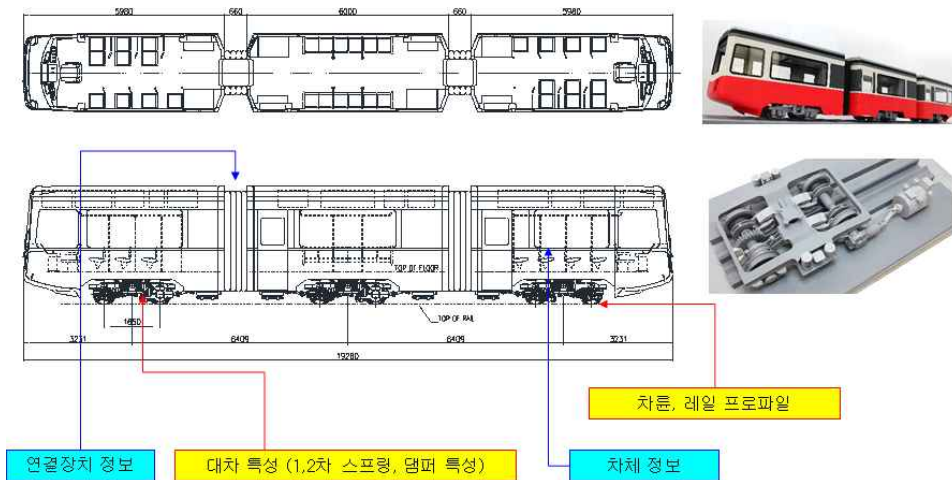 5980
660
6000
660
5980
TOP OF FLOOR
TOP OF RAIL
1650
3231
6409
6409
3231
19280
차륜, 레일 프로파일
연결장치 정보
대차 특성 (1,2차 스프링, 댐퍼 특성)
차체 정보